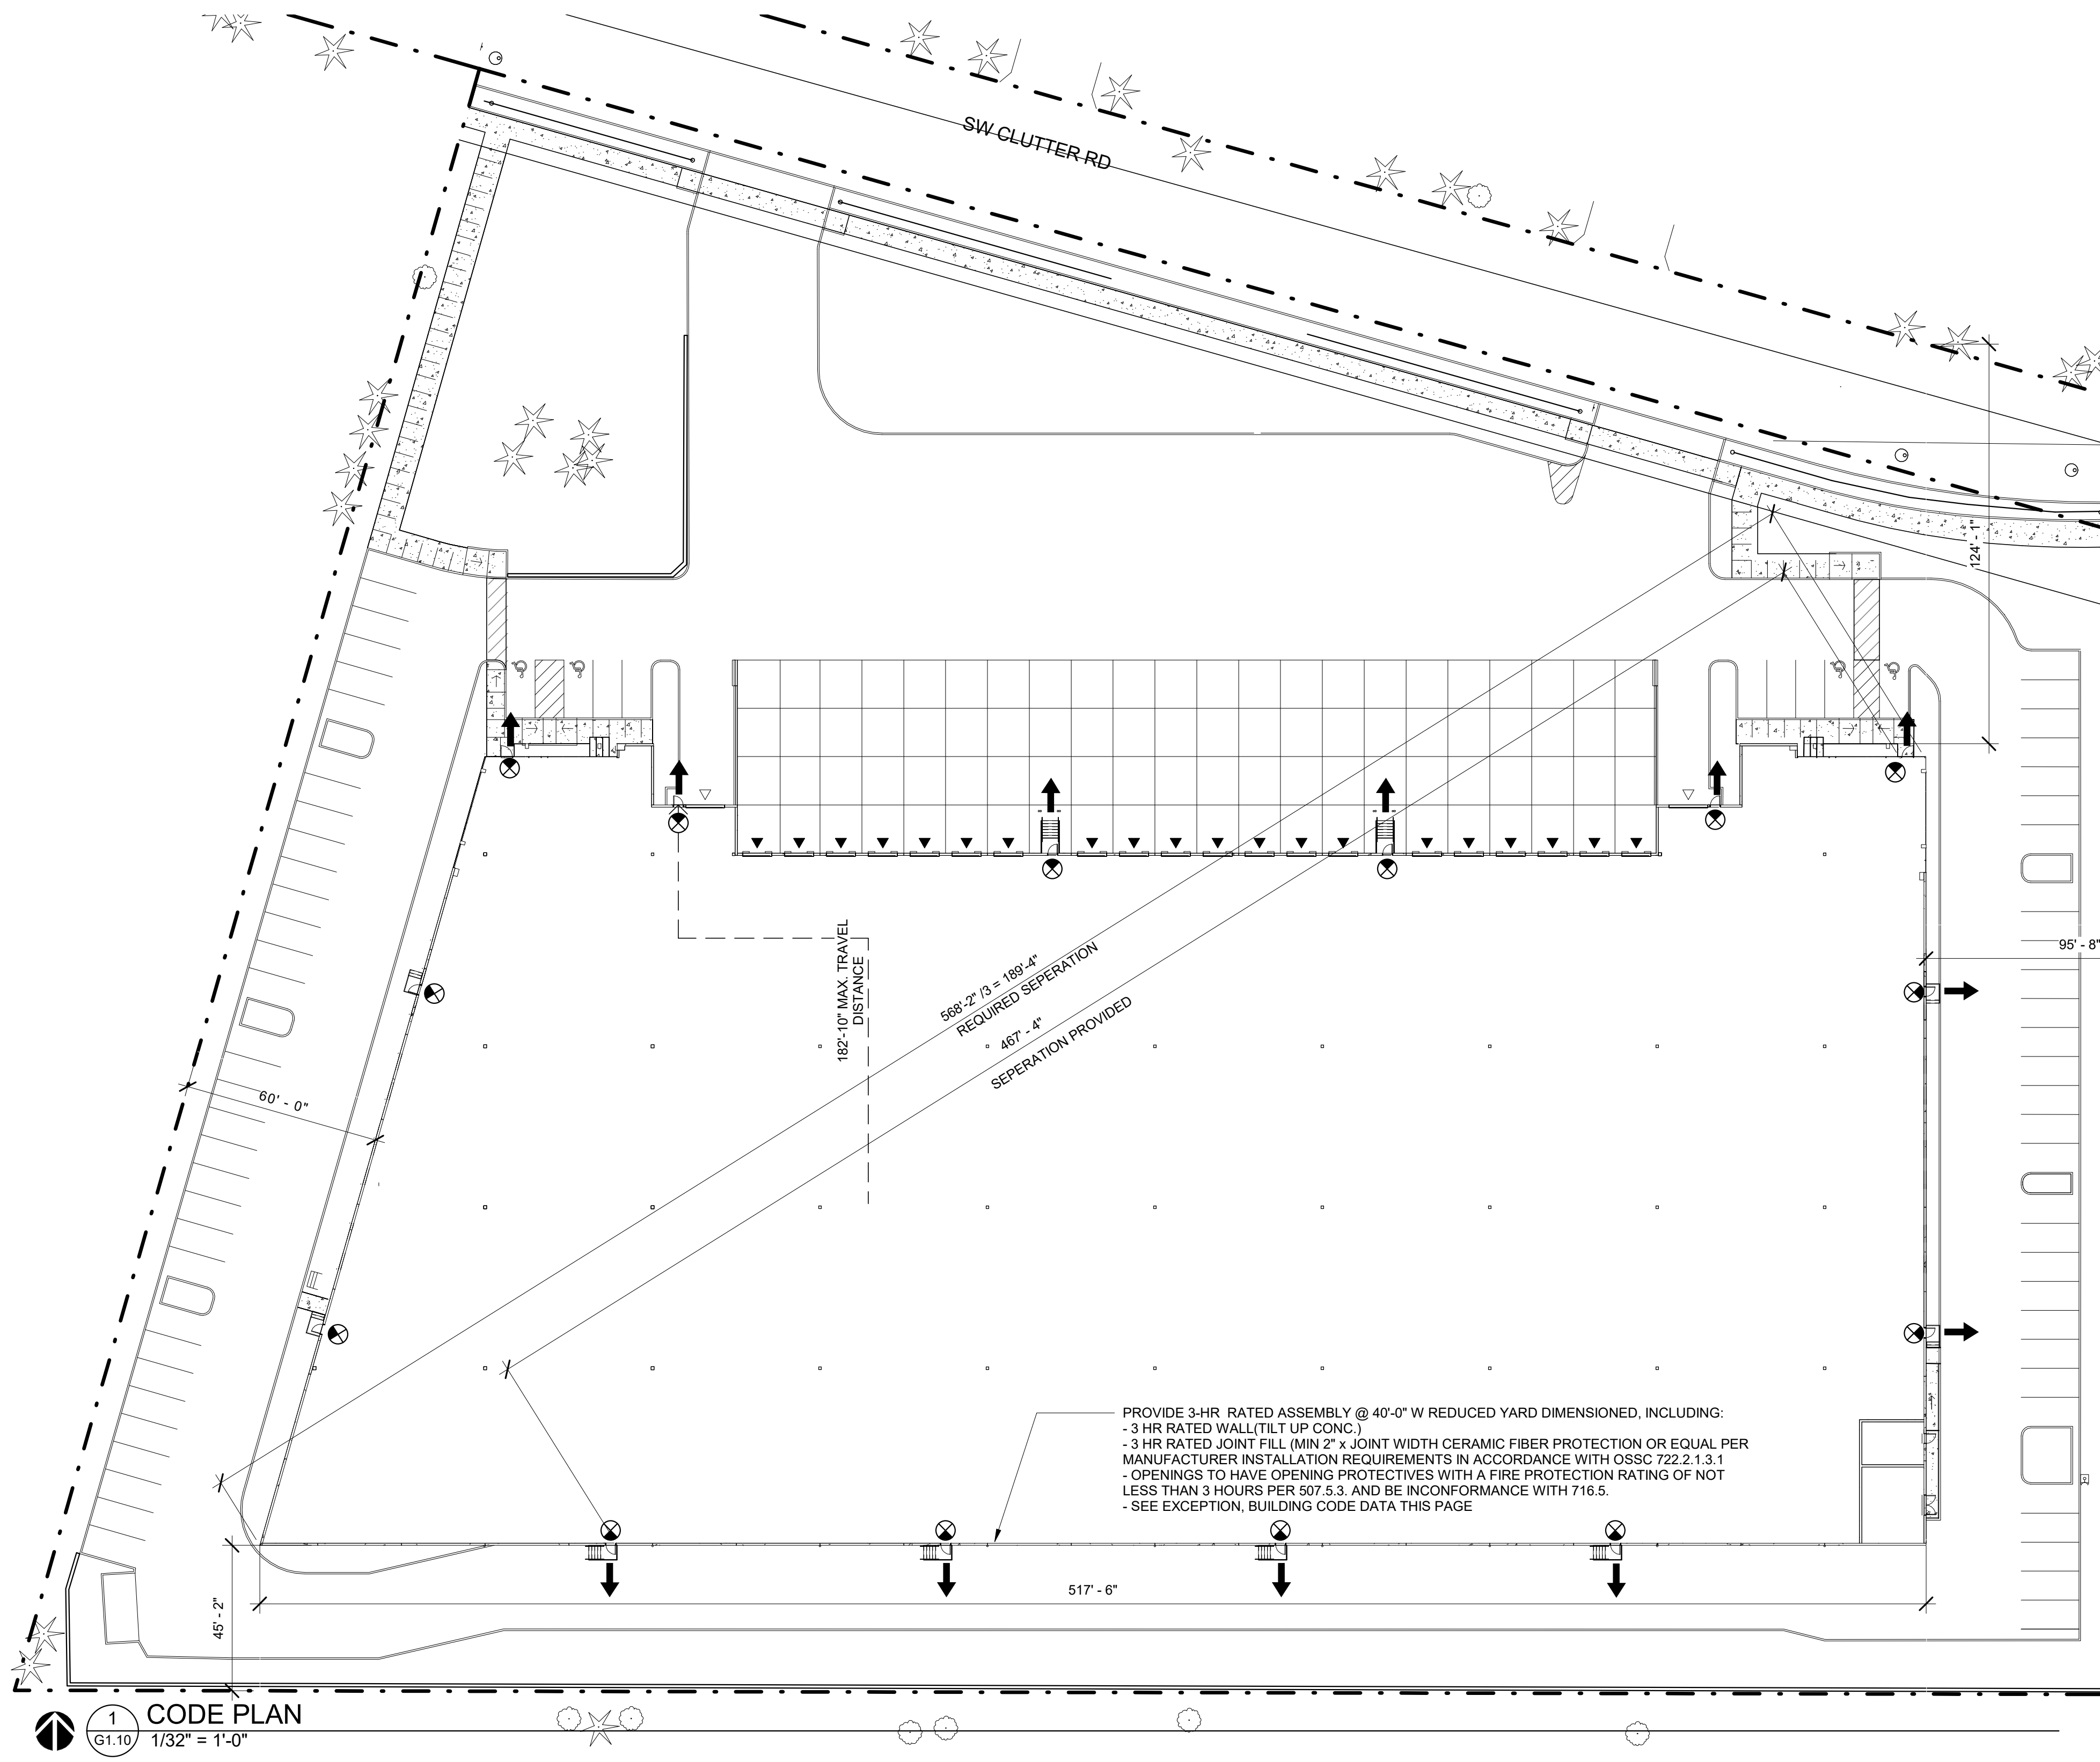 SW CLUTTER RD
124' - 1"
182'-10" MAX. TRAVEL
DISTANCE
568'-2" /3 = 189'-4"
REQUIRED SEPERATION
467' - 4"
SEPERATION PROVIDED
95' - 8"
60' - 0"
PROVIDE 3-HR  RATED ASSEMBLY @ 40'-0" W REDUCED YARD DIMENSIONED, INCLUDING:
- 3 HR RATED WALL(TILT UP CONC.)
- 3 HR RATED JOINT FILL (MIN 2" x JOINT WIDTH CERAMIC FIBER PROTECTION OR EQUAL PER
MANUFACTURER INSTALLATION REQUIREMENTS IN ACCORDANCE WITH OSSC 722.2.1.3.1
- OPENINGS TO HAVE OPENING PROTECTIVES WITH A FIRE PROTECTION RATING OF NOT
LESS THAN 3 HOURS PER 507.5.3. AND BE INCONFORMANCE WITH 716.5.
- SEE EXCEPTION, BUILDING CODE DATA THIS PAGE
517' - 6"
45' - 2"
1
G1.10
CODE PLAN
1/32" = 1'-0"